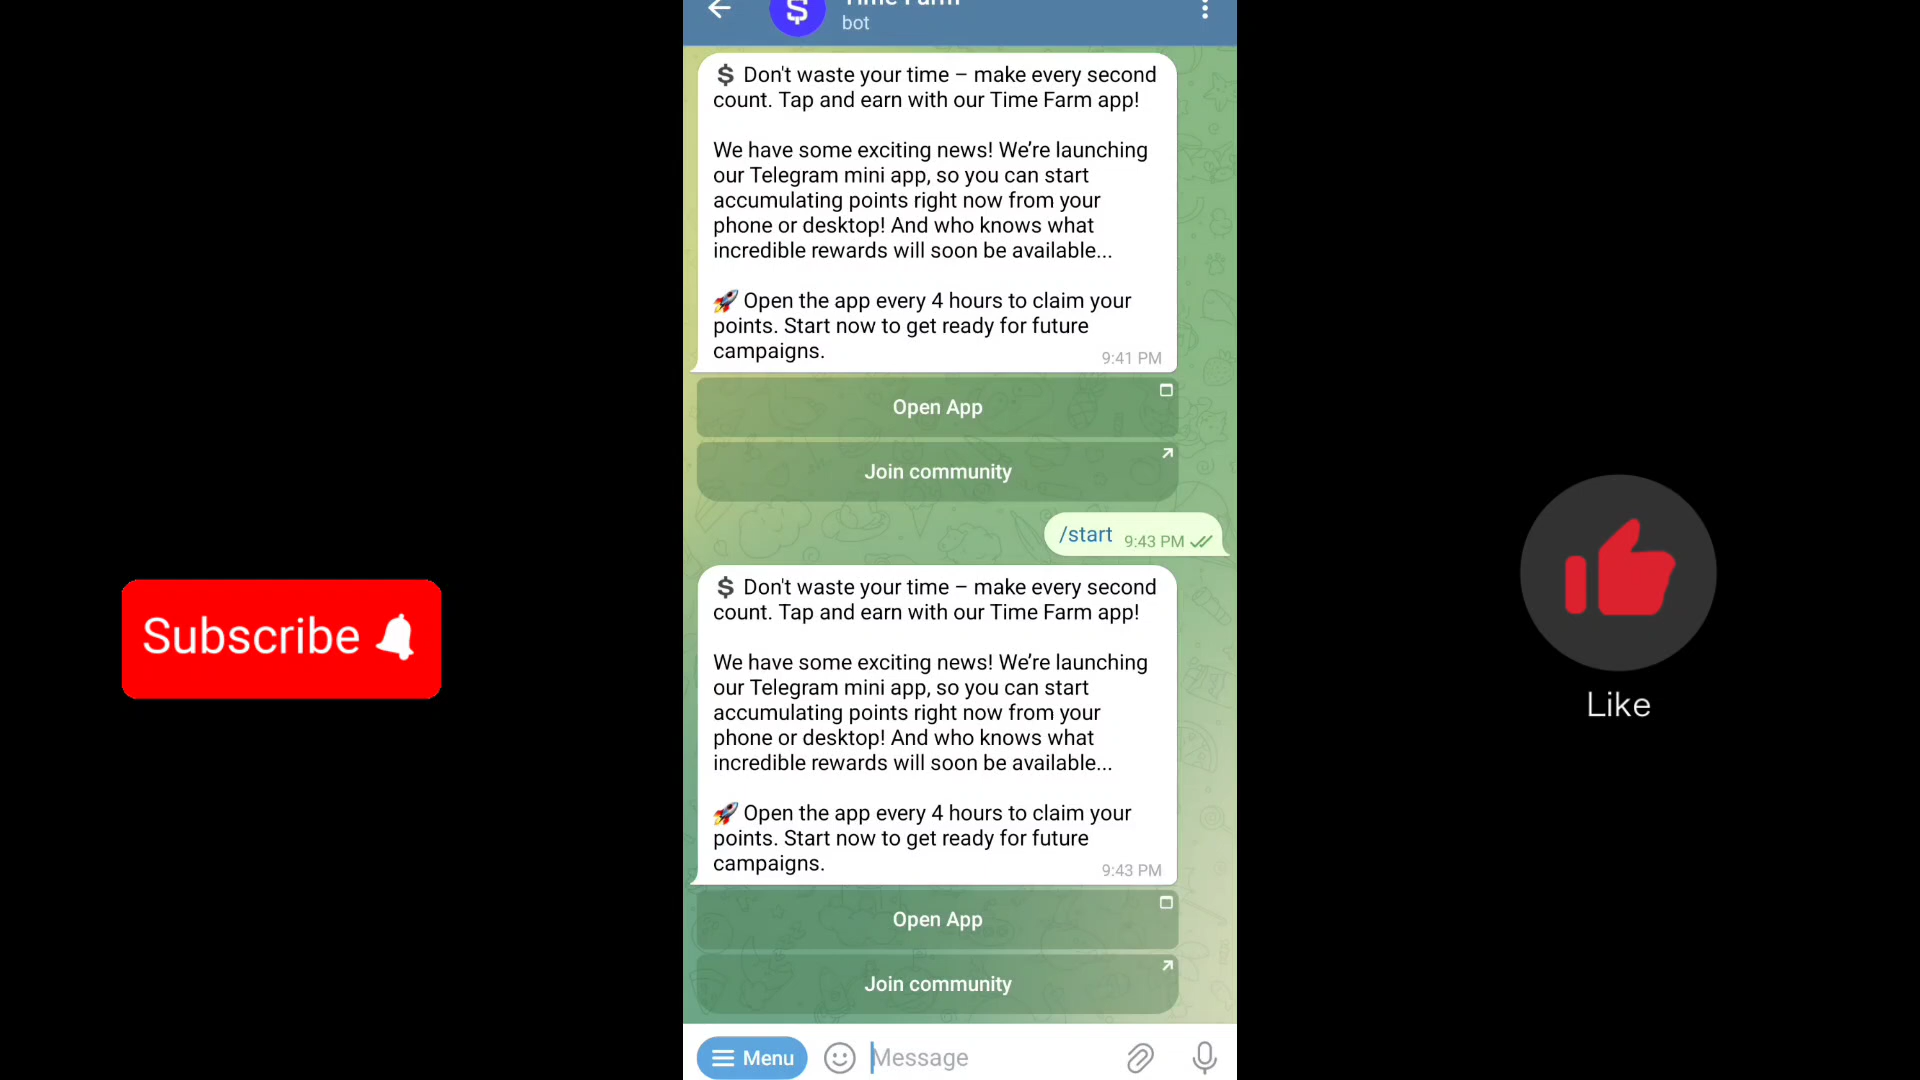 Time Farm
bot
$ Don't waste your time – make every second
count. Tap and earn with our Time Farm app!
We have some exciting news! We’re launching
our Telegram mini app, so you can start
accumulating points right now from your
phone or desktop! And who knows what
incredible rewards will soon be available...
🚀 Open the app every 4 hours to claim your
points. Start now to get ready for future
campaigns.
9:41 PM
Open App
Join community
/start 9:43 PM
$ Don't waste your time – make every second
count. Tap and earn with our Time Farm app!
We have some exciting news! We’re launching
our Telegram mini app, so you can start
accumulating points right now from your
phone or desktop! And who knows what
incredible rewards will soon be available...
🚀 Open the app every 4 hours to claim your
points. Start now to get ready for future
campaigns.
9:43 PM
Open App
Join community
Menu
Message
Subscribe
Like